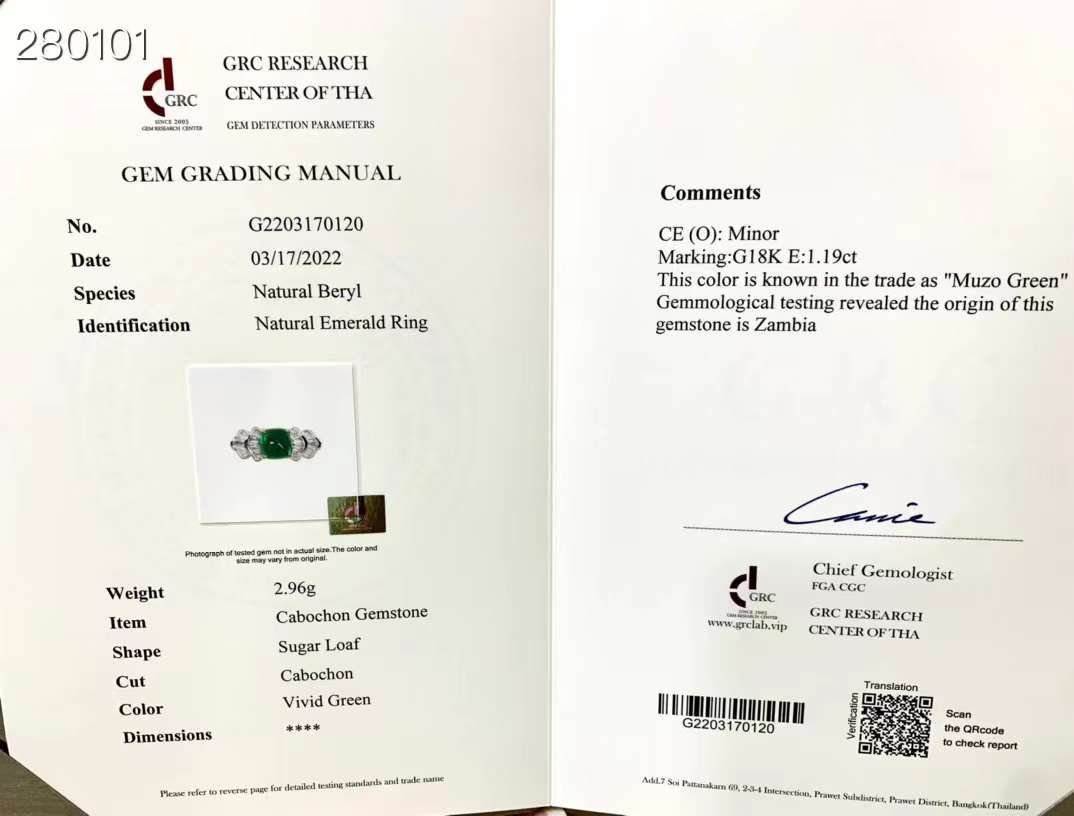 280101
GRC
SINCE 2005
GEM RESEARCH CENTER
GRC RESEARCH
CENTER OF THA
GEM DETECTION PARAMETERS
GEM GRADING MANUAL
No. G2203170120
Date 03/17/2022
Species Natural Beryl
Identification Natural Emerald Ring
Photograph of tested gem not in actual size.The color and
size may vary from original.
Weight 2.96g
Item Cabochon Gemstone
Shape Sugar Loaf
Cut Cabochon
Color Vivid Green
Dimensions ****
Please refer to reverse page for detailed testing standards and trade name
Comments
CE (O): Minor
Marking:G18K E:1.19ct
This color is known in the trade as "Muzo Green"
Gemmological testing revealed the origin of this
gemstone is Zambia
Canie
GRC
SINCE 2005
GEM RESEARCH CENTER
www.grclab.vip
Chief Gemologist
FGA CGC
GRC RESEARCH
CENTER OF THA
G2203170120
Translation
Verification
Scan
the QRcode
to check report
Add.7 Soi Pattanakarn 69, 2-3-4 Intersection, Prawet Subdistrict, Prawet District, Bangkok(Thailand)